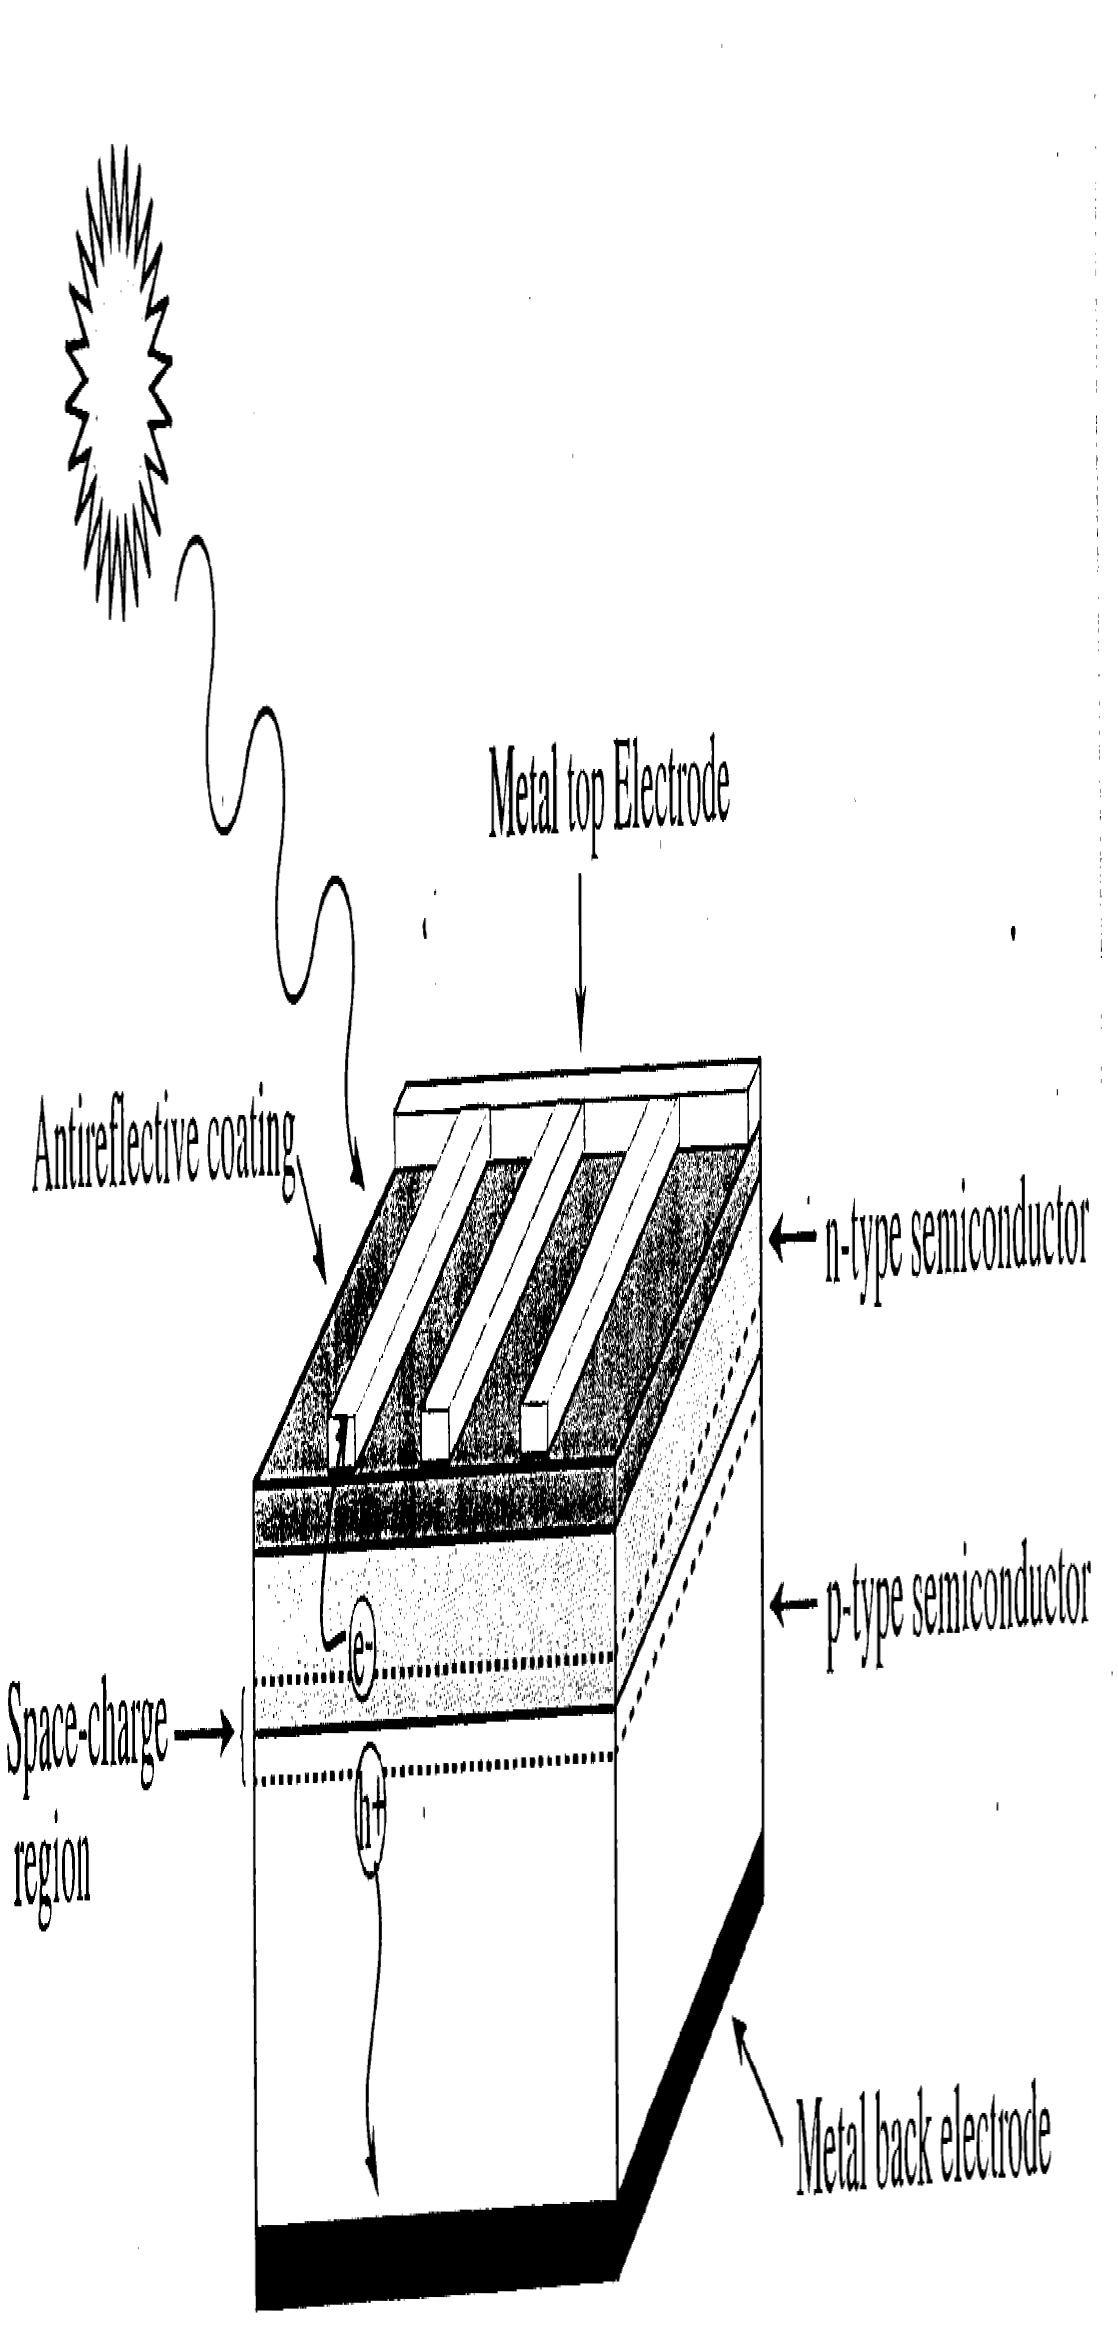 Metal top Electrode
Antireflective coating
n-type semiconductor
p-type semiconductor
Space-charge
region
e-
h+
Metal back electrode